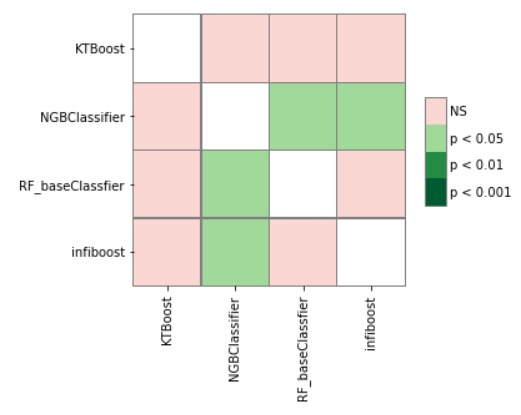 KTBoost
NGBClassifier
RF_baseClassfier
infiboost
NS
p < 0.05
p < 0.01
p < 0.001
KTBoost
NGBClassifier
RF_baseClassfier
infiboost